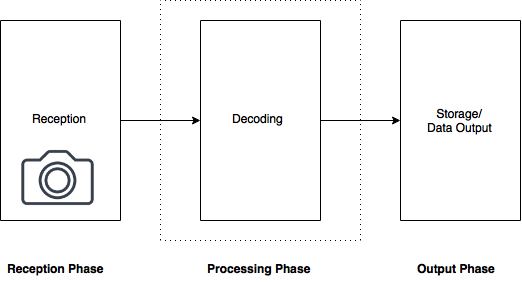 Reception
Decoding
Storage/
Data Output
Reception Phase
Processing Phase
Output Phase